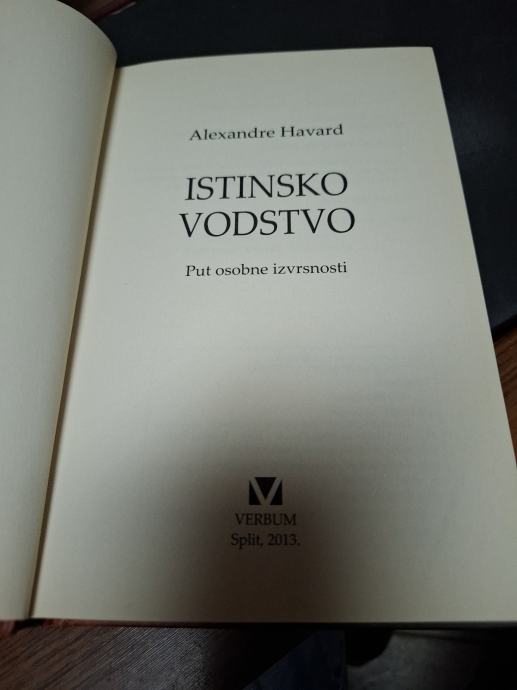 Alexandre Havard
ISTINSKO
VODSTVO
Put osobne izvrsnosti
VERBUM
Split, 2013.